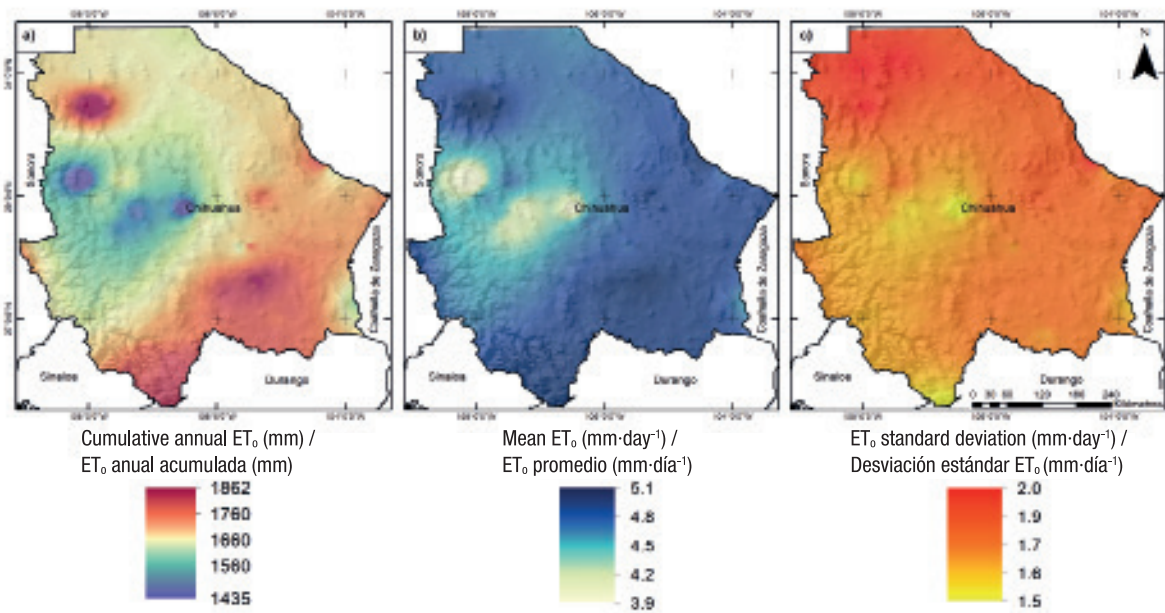 a)
b)
c)
N
Sonora
Chihuahua
Coahuila de Zaragoza
Sinaloa
Durango
Sonora
Chihuahua
Coahuila de Zaragoza
Sinaloa
Durango
Sonora
Chihuahua
Coahuila de Zaragoza
Sinaloa
Durango
0 30 60 120 180 240
Cumulative annual ETₒ (mm) /
ETₒ anual acumulada (mm)
1862
1760
1660
1560
1435
Mean ETₒ (mm·day⁻¹) /
ETₒ promedio (mm·día⁻¹)
5.1
4.8
4.5
4.2
3.9
ETₒ standard deviation (mm·day⁻¹) /
Desviación estándar ETₒ (mm·día⁻¹)
2.0
1.9
1.7
1.6
1.5